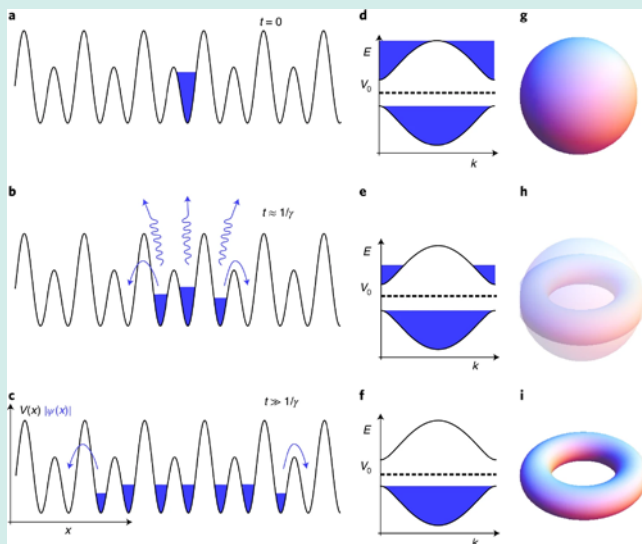 a
t = 0
d
E
V₀
k
g
b
t ≈ 1/γ
e
E
V₀
k
h
c
V(x) |ψ(x)|
t ≫ 1/γ
x
f
E
V₀
k
i